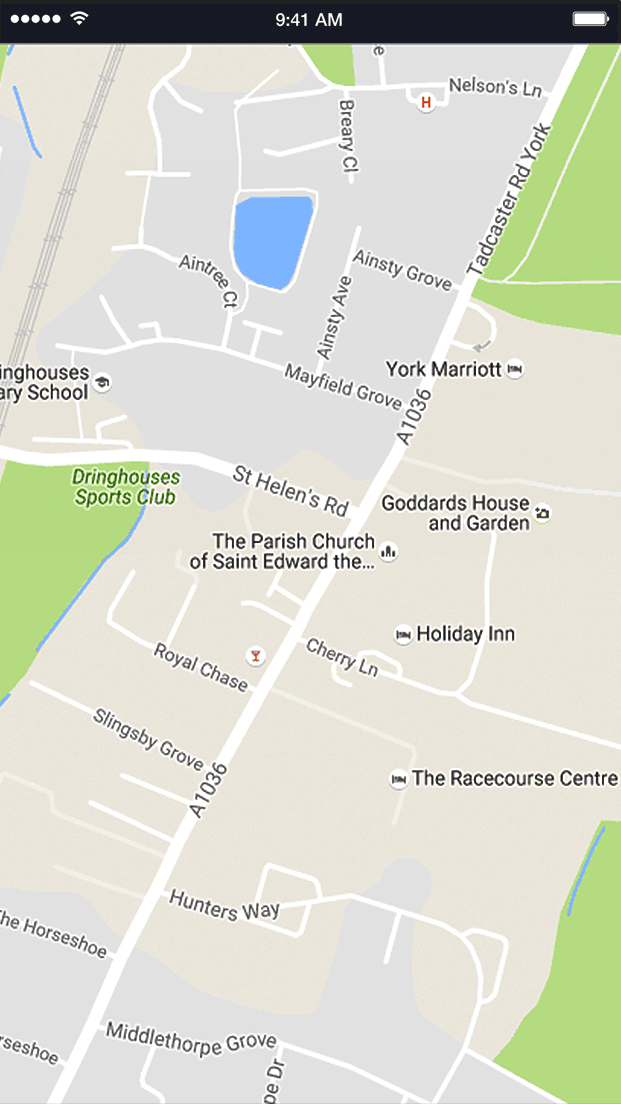 9:41 AM
e
Nelson's Ln
H
Breary Cl
Tadcaster Rd York
Ainsty Grove
Aintree Ct
Ainsty Ave
inghouses
ary School
York Marriott
Mayfield Grove
A1036
Dringhouses
Sports Club
St Helen's Rd
Goddards House
and Garden
The Parish Church
of Saint Edward the...
Holiday Inn
Cherry Ln
Royal Chase
Slingsby Grove
A1036
The Racecourse Centre
Hunters Way
The Horseshoe
Middlethorpe Grove
rseshoe
pe Dr